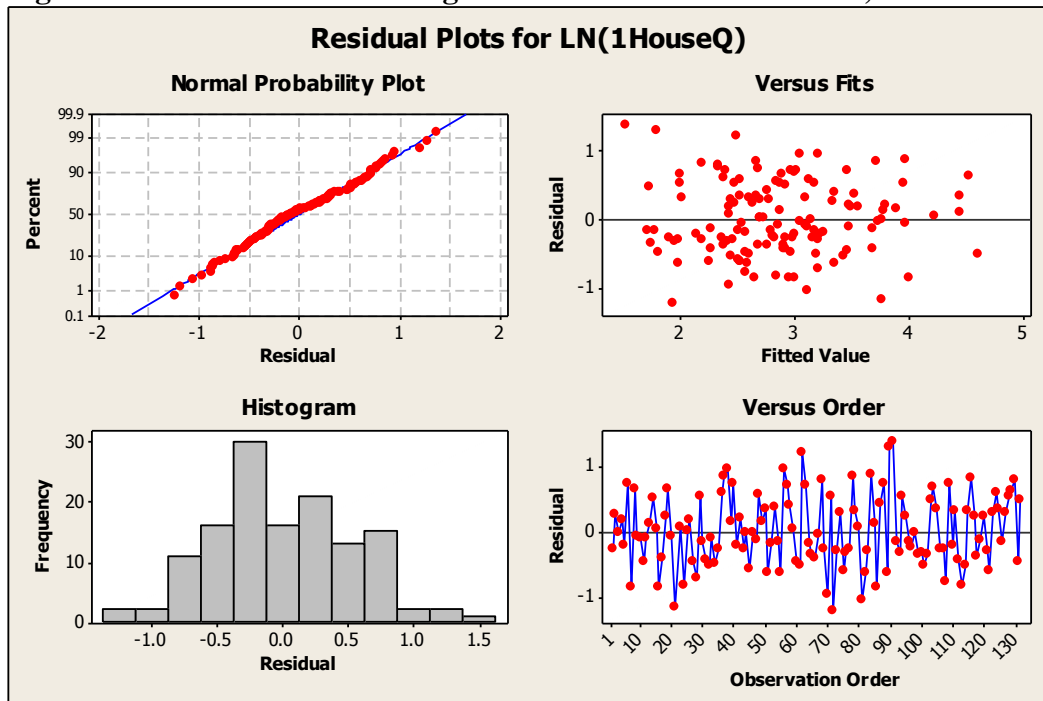 Residual Plots for LN(1HouseQ)
Normal Probability Plot
99.9
99
90
50
10
1
0.1
Percent
-2 -1 0 1 2
Residual
Versus Fits
1
0
-1
Residual
2 3 4 5
Fitted Value
Histogram
30
20
10
0
Frequency
-1.0 -0.5 0.0 0.5 1.0 1.5
Residual
Versus Order
1
0
-1
Residual
1 10 20 30 40 50 60 70 80 90 100 110 120 130
Observation Order